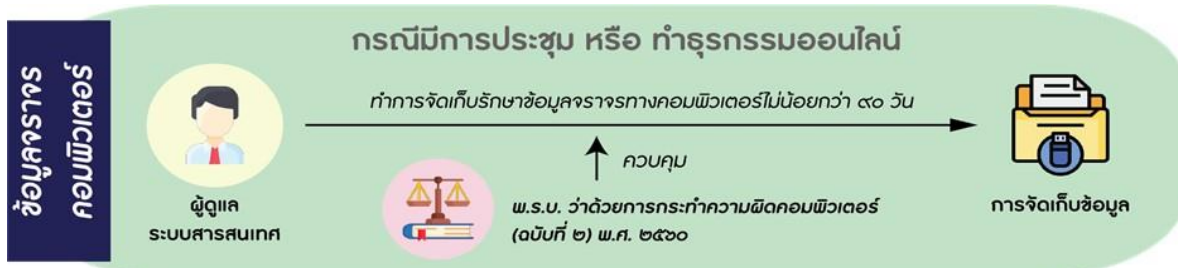 ข้อมูลจราจร
คอมพิวเตอร์
กรณีมีการประชุม หรือ ทำธุรกรรมออนไลน์
ทำการจัดเก็บรักษาข้อมูลจราจรทางคอมพิวเตอร์ไม่น้อยกว่า ๙๐ วัน
ควบคุม
ผู้ดูแล
ระบบสารสนเทศ
พ.ร.บ. ว่าด้วยการกระทำความผิดคอมพิวเตอร์
(ฉบับที่ ๒) พ.ศ. ๒๕๖๐
การจัดเก็บข้อมูล